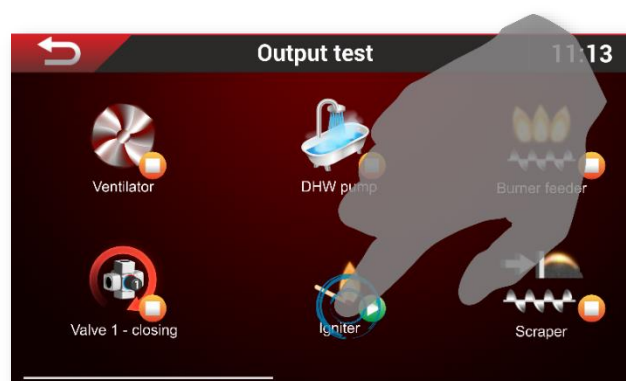 Output test
11:13
Ventilator
DHW pump
Burner feeder
Valve 1 - closing
Igniter
Scraper